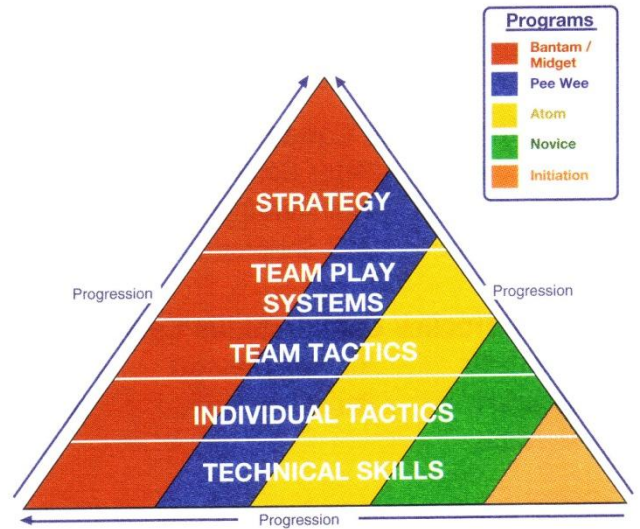 Programs
Bantam /
Midget
Pee Wee
Atom
Novice
Initiation
STRATEGY
TEAM PLAY
SYSTEMS
Progression
Progression
TEAM TACTICS
INDIVIDUAL TACTICS
TECHNICAL SKILLS
Progression